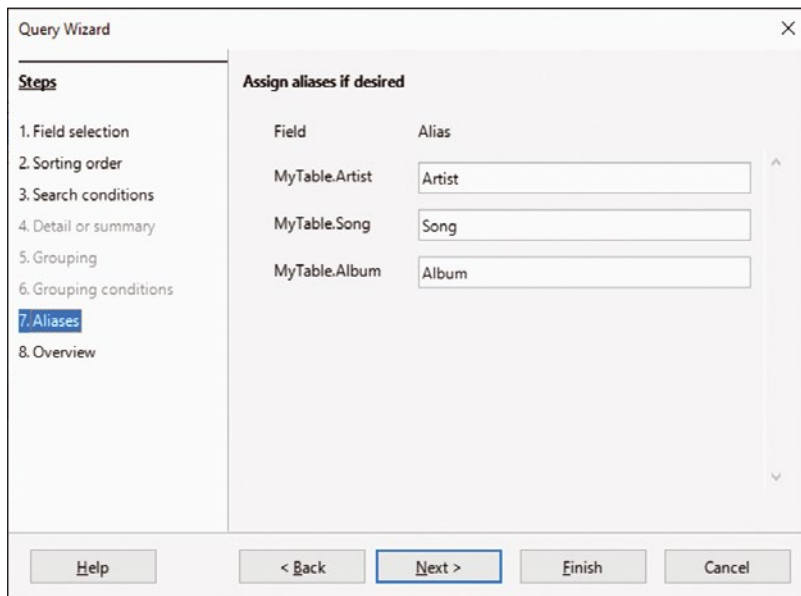 Query Wizard
Steps
1. Field selection
2. Sorting order
3. Search conditions
4. Detail or summary
5. Grouping
6. Grouping conditions
7. Aliases
8. Overview
Assign aliases if desired
Field Alias
MyTable.Artist Artist
MyTable.Song Song
MyTable.Album Album
Help < Back Next > Finish Cancel